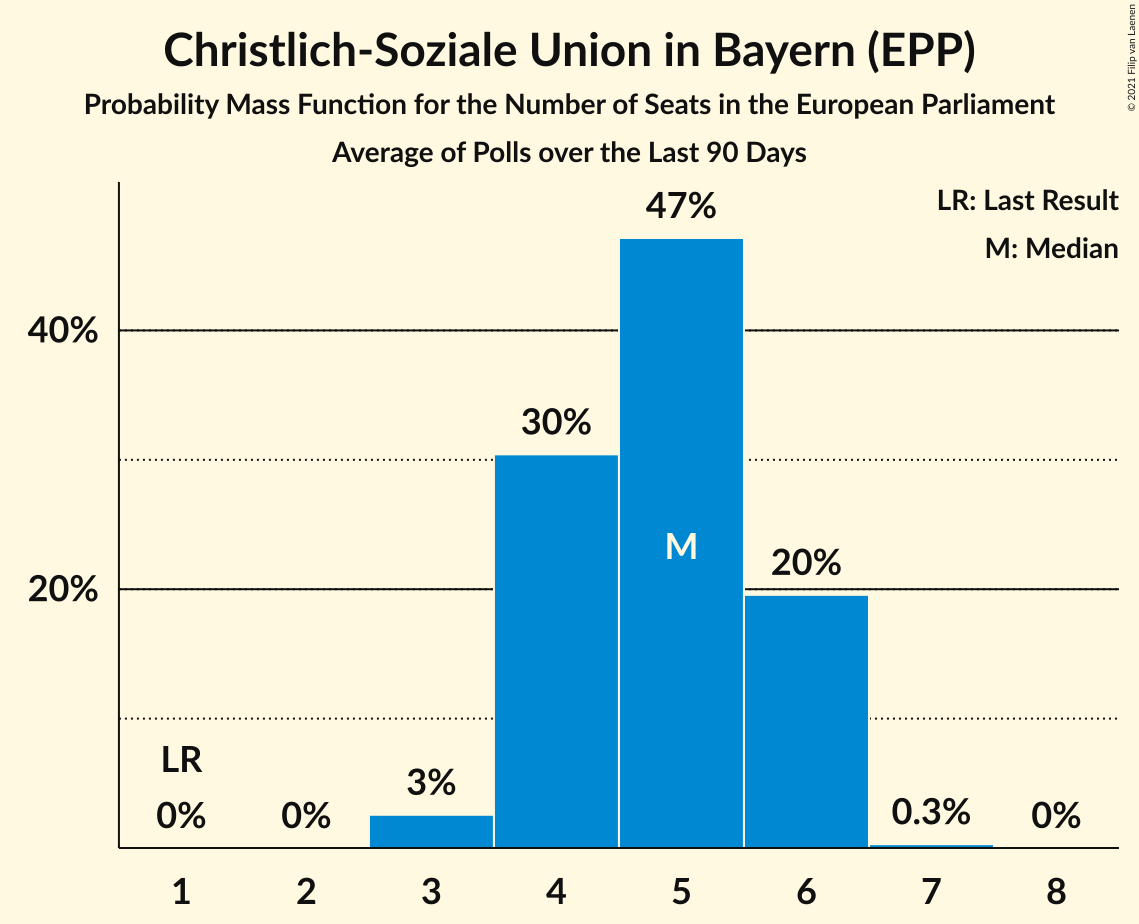 Christlich-Soziale Union in Bayern (EPP)
Probability Mass Function for the Number of Seats in the European Parliament
Average of Polls over the Last 90 Days
© 2021 Filip van Laenen
LR: Last Result
M: Median
47%
40%
30%
M
20%
20%
LR
0%
0%
3%
0.3%
0%
1 2 3 4 5 6 7 8